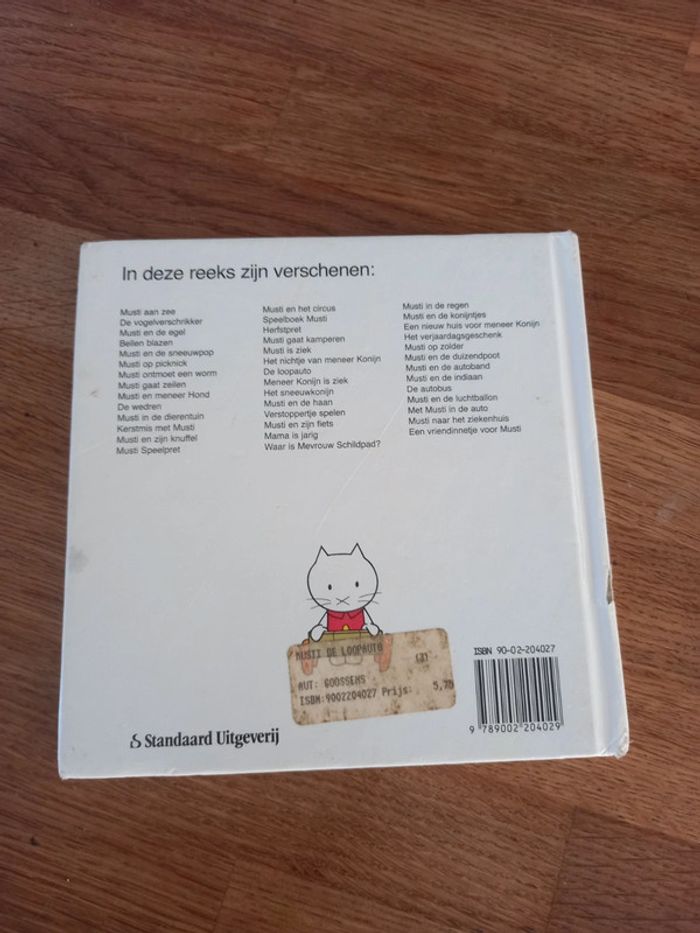 In deze reeks zijn verschenen:
Musti aan zee
De vogelverschrikker
Musti en de egel
Bellen blazen
Musti en de sneeuwpop
Musti op picknick
Musti ontmoet een worm
Musti gaat zeilen
Musti en meneer Hond
De wedren
Musti in de dierentuin
Kerstmis met Musti
Musti en zijn knuffel
Musti Speelpret
Musti en het circus
Speelboek Musti
Herfstpret
Musti gaat kamperen
Musti is ziek
Het nichtje van meneer Konijn
De loopauto
Meneer Konijn is ziek
Het sneeuwkonijn
Musti en de haan
Verstoppertje spelen
Musti en zijn fiets
Mama is jarig
Waar is Mevrouw Schildpad?
Musti in de regen
Musti en de konijntjes
Een nieuw huis voor meneer Konijn
Het verjaardagsgeschenk
Musti op zolder
Musti en de duizendpoot
Musti en de autoband
Musti en de indiaan
De autobus
Musti en de luchtballon
Met Musti in de auto
Musti naar het ziekenhuis
Een vriendinnetje voor Musti
MUSTI DE LOOPAUTO
(3)
AUT: GOOSSENS
ISBN:9002204027 Prijs: 5,70
Standaard Uitgeverij
ISBN 90-02-204027
9 789002 204029